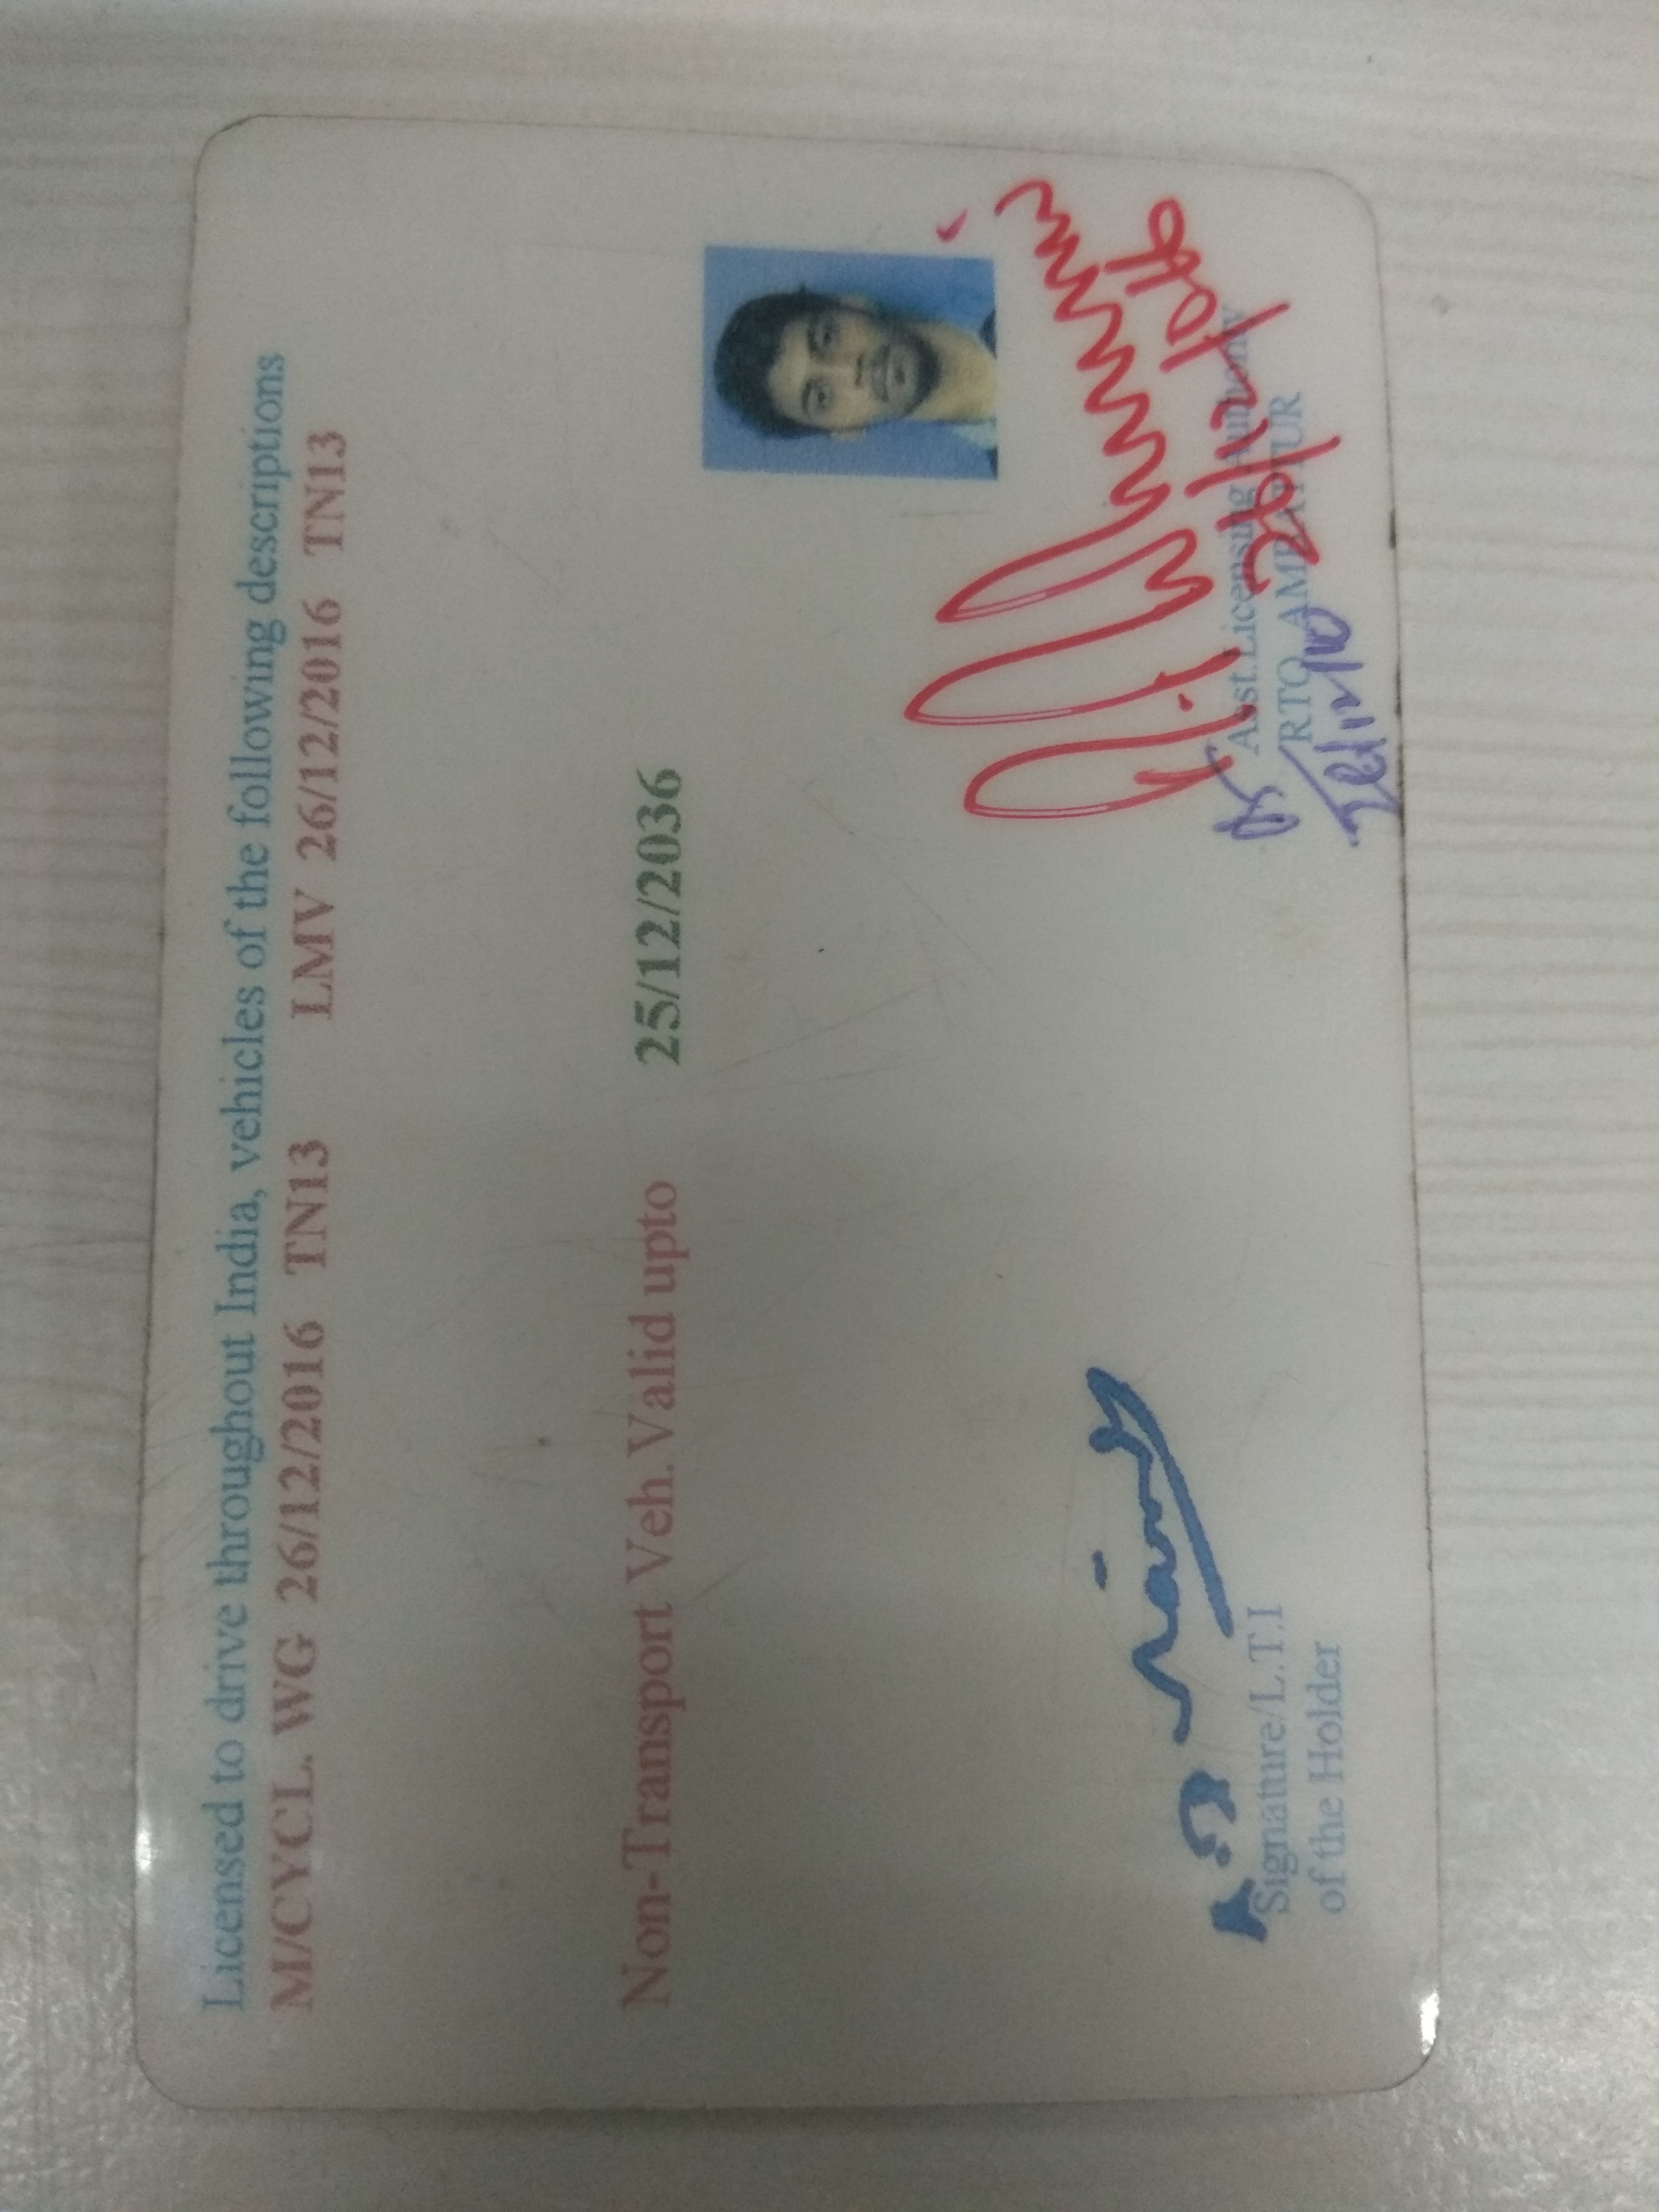 Licensed to drive throughout India, vehicles of the following descriptions
M/CYCL. WG 26/12/2016 TN13 LMV 26/12/2016 TN13
Non-Transport Veh. Valid upto 25/12/2036
Signature/L.T.I
of the Holder
Asst.Licensing Authority
RTO AMBATTUR